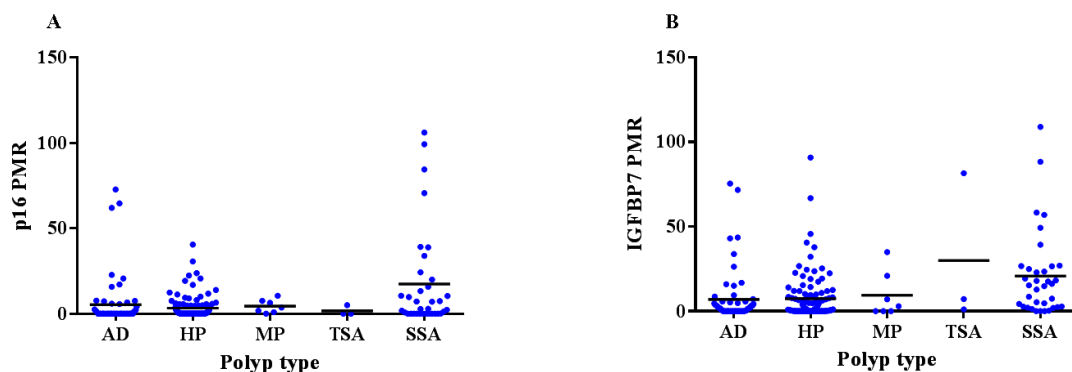 A
p16 PMR
150
100
50
0
AD HP MP TSA SSA
Polyp type
B
IGFBP7 PMR
150
100
50
0
AD HP MP TSA SSA
Polyp type